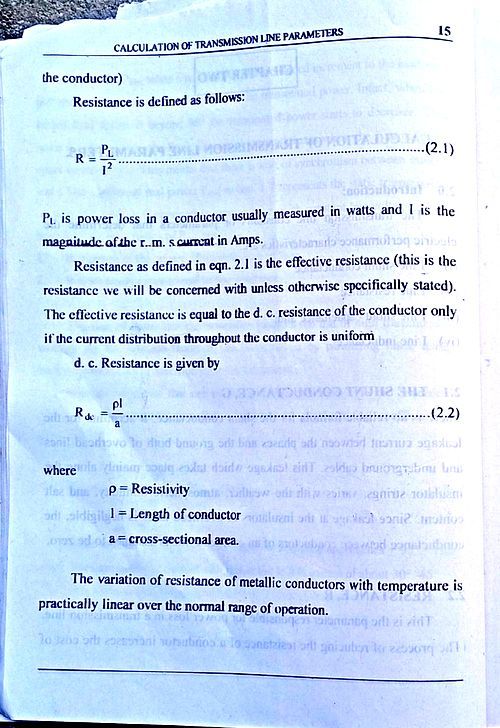 CALCULATION OF TRANSMISSION LINE PARAMETERS 15
the conductor)
Resistance is defined as follows:
R = P_L / I² ...(2.1)
P_L is power loss in a conductor usually measured in watts and I is the
magnitude of the r..m. s.current in Amps.
Resistance as defined in eqn. 2.1 is the effective resistance (this is the
resistance we will be concerned with unless otherwise specifically stated).
The effective resistance is equal to the d. c. resistance of the conductor only
if the current distribution throughout the conductor is uniform
d. c. Resistance is given by
R dc = ρl / a ...(2.2)
where
ρ = Resistivity
l = Length of conductor
a = cross-sectional area.
The variation of resistance of metallic conductors with temperature is
practically linear over the normal range of operation.